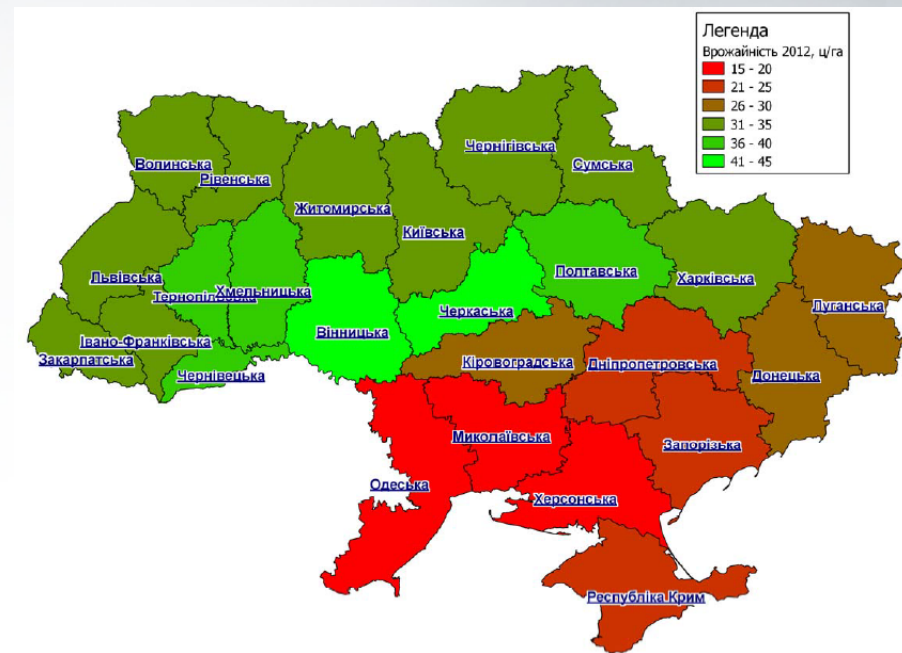 Легенда
Врожайність 2012, ц/га
15 - 20
21 - 25
26 - 30
31 - 35
36 - 40
41 - 45
Чернігівська
Сумська
Волинська
Рівенська
Житомирська
Київська
Львівська
Тернопільська
Хмельницька
Полтавська
Харківська
Вінницька
Черкаська
Луганська
Івано-Франківська
Закарпатська
Чернівецька
Кіровоградська
Дніпропетровська
Донецька
Миколаївська
Запорізька
Одеська
Херсонська
Республіка Крим